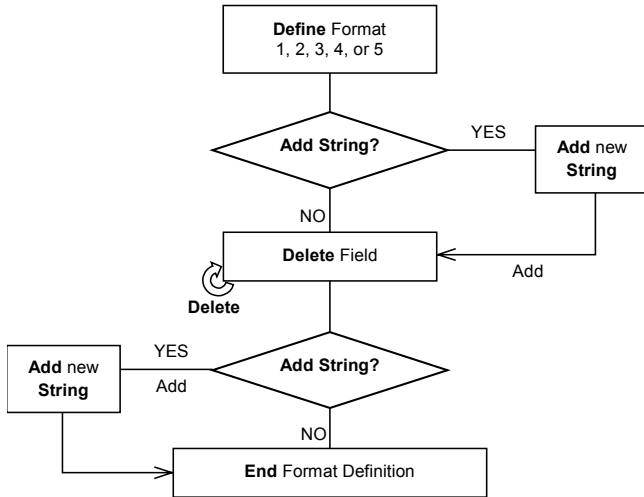 Define Format
1, 2, 3, 4, or 5
Add String?
YES
Add new
String
NO
Delete Field
Add
Delete
Add String?
YES
Add
Add new
String
NO
End Format Definition